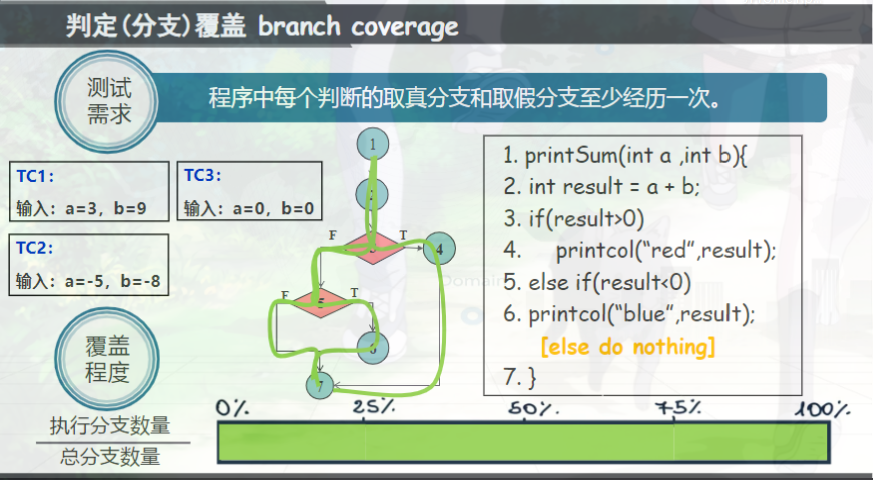 判定(分支)覆盖 branch coverage
测试
需求
程序中每个判断的取真分支和取假分支至少经历一次。
TC1:
输入: a=3, b=9
TC3:
输入: a=0, b=0
TC2:
输入: a=-5, b=-8
1
F
T
4
F
T
7
1. printSum(int a ,int b){
2. int result = a + b;
3. if(result>0)
4. printcol("red",result);
5. else if(result<0)
6. printcol("blue",result);
[else do nothing]
7. }
覆盖
程度
执行分支数量
总分支数量
0%
25%
50%
75%
100%